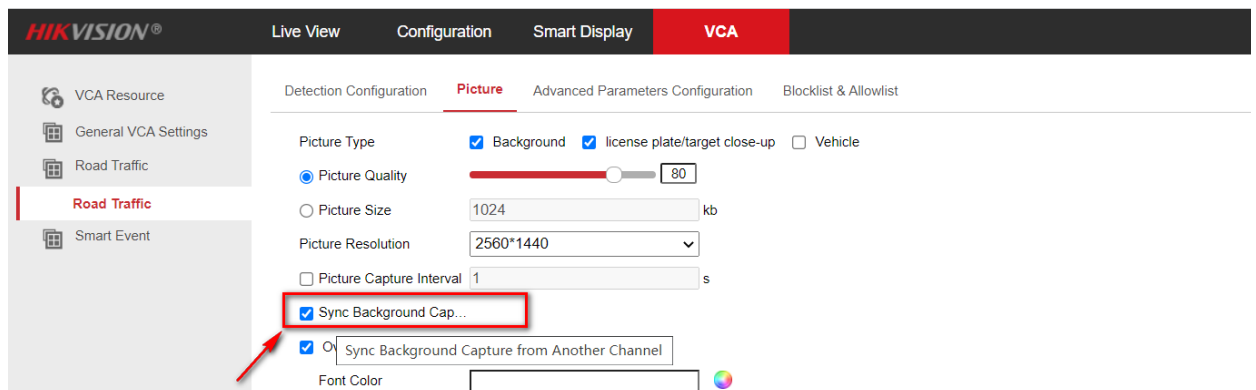 HIKVISION®
Live View Configuration Smart Display VCA
VCA Resource
General VCA Settings
Road Traffic
Road Traffic
Smart Event
Detection Configuration Picture Advanced Parameters Configuration Blocklist & Allowlist
Picture Type Background license plate/target close-up Vehicle
Picture Quality 80
Picture Size 1024 kb
Picture Resolution 2560*1440
Picture Capture Interval 1 s
Sync Background Cap...
Sync Background Capture from Another Channel
Font Color